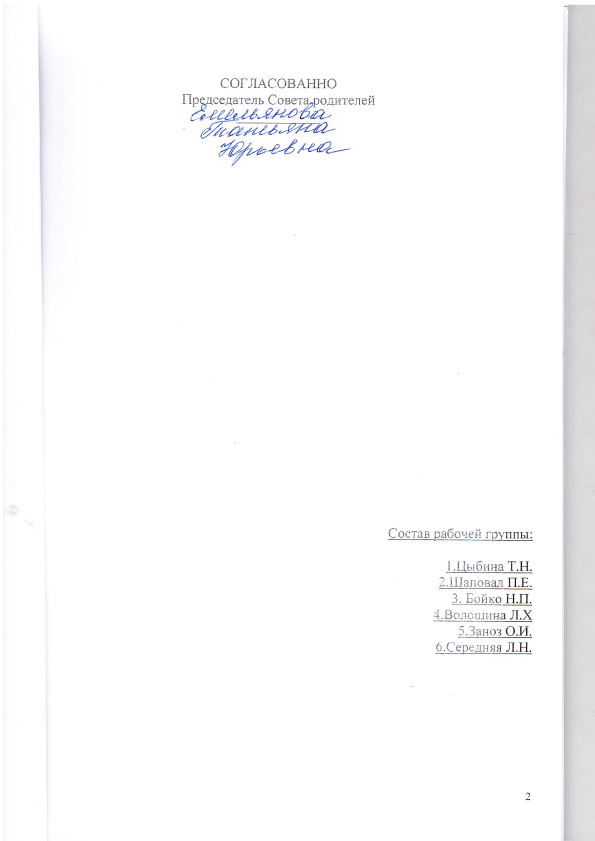 СОГЛАСОВАННО
Председатель Совета родителей
Емельянова
Татьяна
Юрьевна
Состав рабочей группы:
1.Цыбина Т.Н.
2.Шаповал П.Е.
3. Бойко Н.П.
4.Волошина Л.Х
5.Заноз О.И.
6.Середняя Л.Н.
2